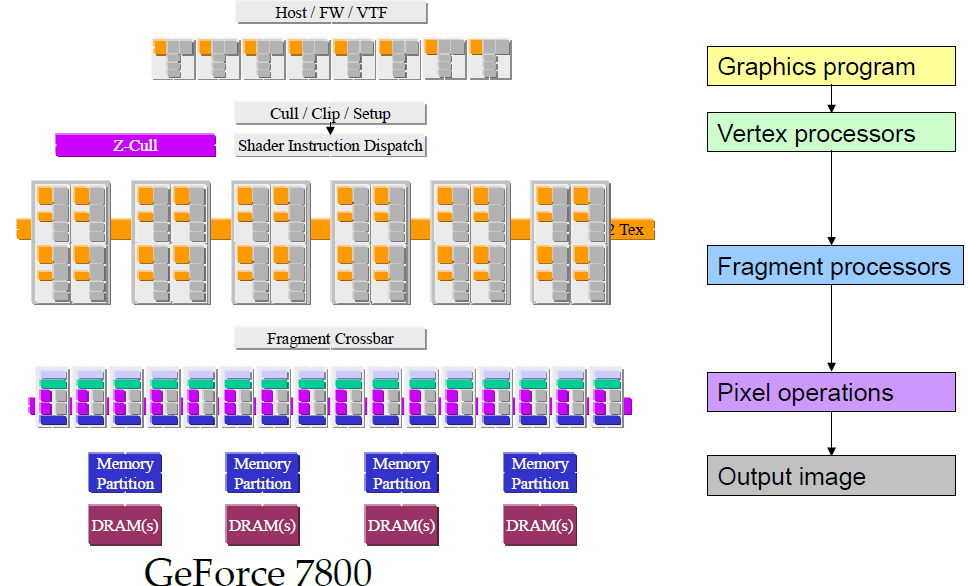 Host / FW / VTF
Cull / Clip / Setup
Z-Cull
Shader Instruction Dispatch
2 Tex
Fragment Crossbar
Memory
Partition
Memory
Partition
Memory
Partition
Memory
Partition
DRAM(s)
DRAM(s)
DRAM(s)
DRAM(s)
GeForce 7800
Graphics program
Vertex processors
Fragment processors
Pixel operations
Output image